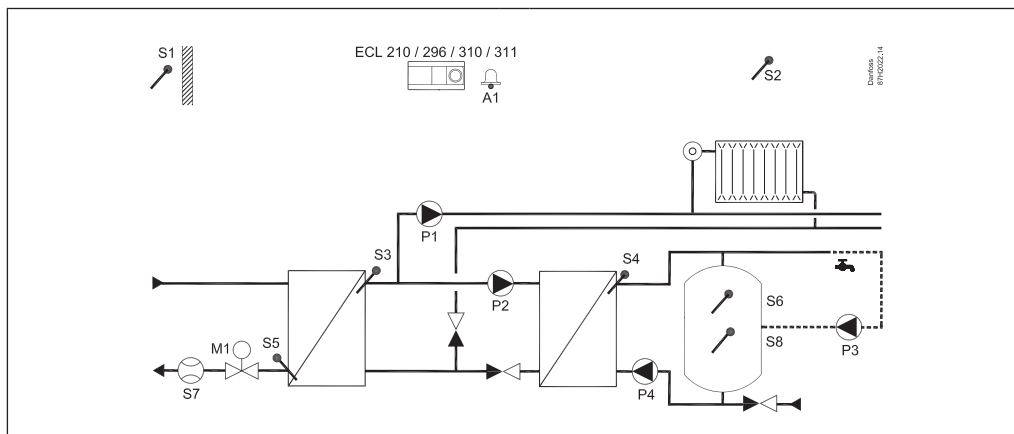 S1
ECL 210 / 296 / 310 / 311
A1
S2
Danfoss
87H2022.14
P1
S3
S4
P2
S6
S8
P3
M1
S5
S7
P4